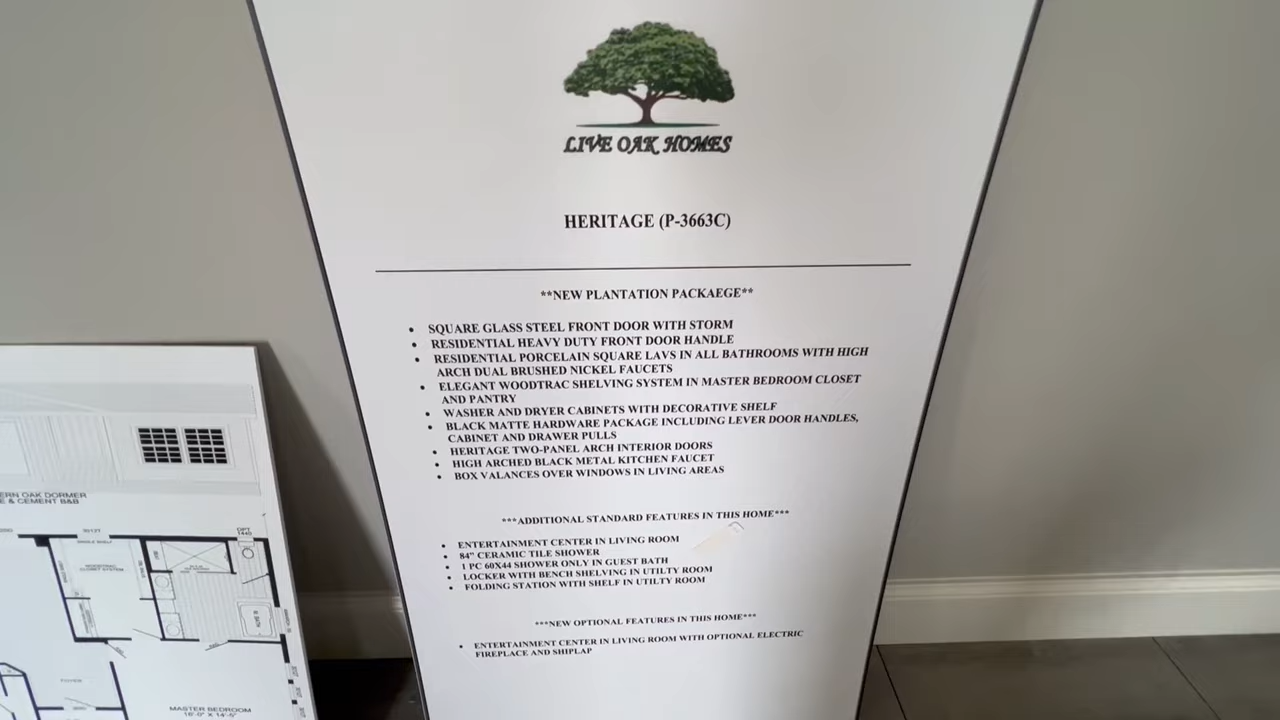 LIVE OAK HOMES
HERITAGE (P-3663C)
**NEW PLANTATION PACKAEGE**
• SQUARE GLASS STEEL FRONT DOOR WITH STORM
• RESIDENTIAL HEAVY DUTY FRONT DOOR HANDLE
• RESIDENTIAL PORCELAIN SQUARE LAVS IN ALL BATHROOMS WITH HIGH
ARCH DUAL BRUSHED NICKEL FAUCETS
• ELEGANT WOODTRAC SHELVING SYSTEM IN MASTER BEDROOM CLOSET
AND PANTRY
• WASHER AND DRYER CABINETS WITH DECORATIVE SHELF
• BLACK MATTE HARDWARE PACKAGE INCLUDING LEVER DOOR HANDLES,
CABINET AND DRAWER PULLS
• HERITAGE TWO-PANEL ARCH INTERIOR DOORS
• HIGH ARCHED BLACK METAL KITCHEN FAUCET
• BOX VALANCES OVER WINDOWS IN LIVING AREAS
***ADDITIONAL STANDARD FEATURES IN THIS HOME***
• ENTERTAINMENT CENTER IN LIVING ROOM
• 84" CERAMIC TILE SHOWER
• 1 PC 60X44 SHOWER ONLY IN GUEST BATH
• LOCKER WITH BENCH SHELVING IN UTILTY ROOM
• FOLDING STATION WITH SHELF IN UTILTY ROOM
***NEW OPTIONAL FEATURES IN THIS HOME***
• ENTERTAINMENT CENTER IN LIVING ROOM WITH OPTIONAL ELECTRIC
FIREPLACE AND SHIPLAP
ERN OAK DORMER
E & CEMENT B&B
OPT
FOYER
MASTER BEDROOM